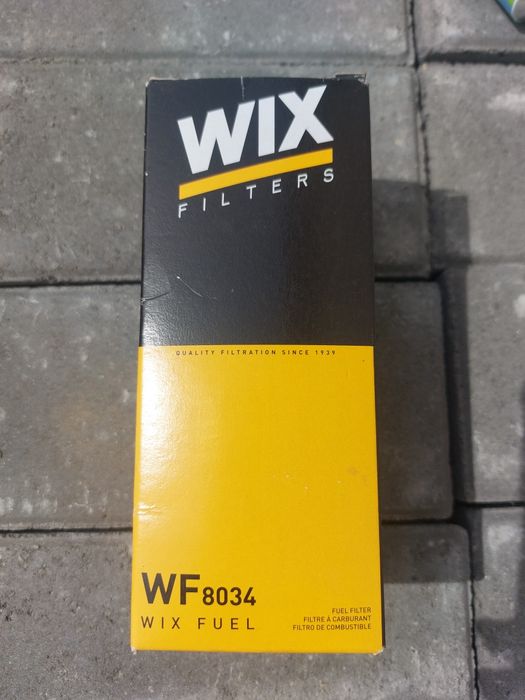 WIX
FILTERS
QUALITY FILTRATION SINCE 1939
WF8034
WIX FUEL
FUEL FILTER
FILTRE À CARBURANT
FILTRO DE COMBUSTIBLE